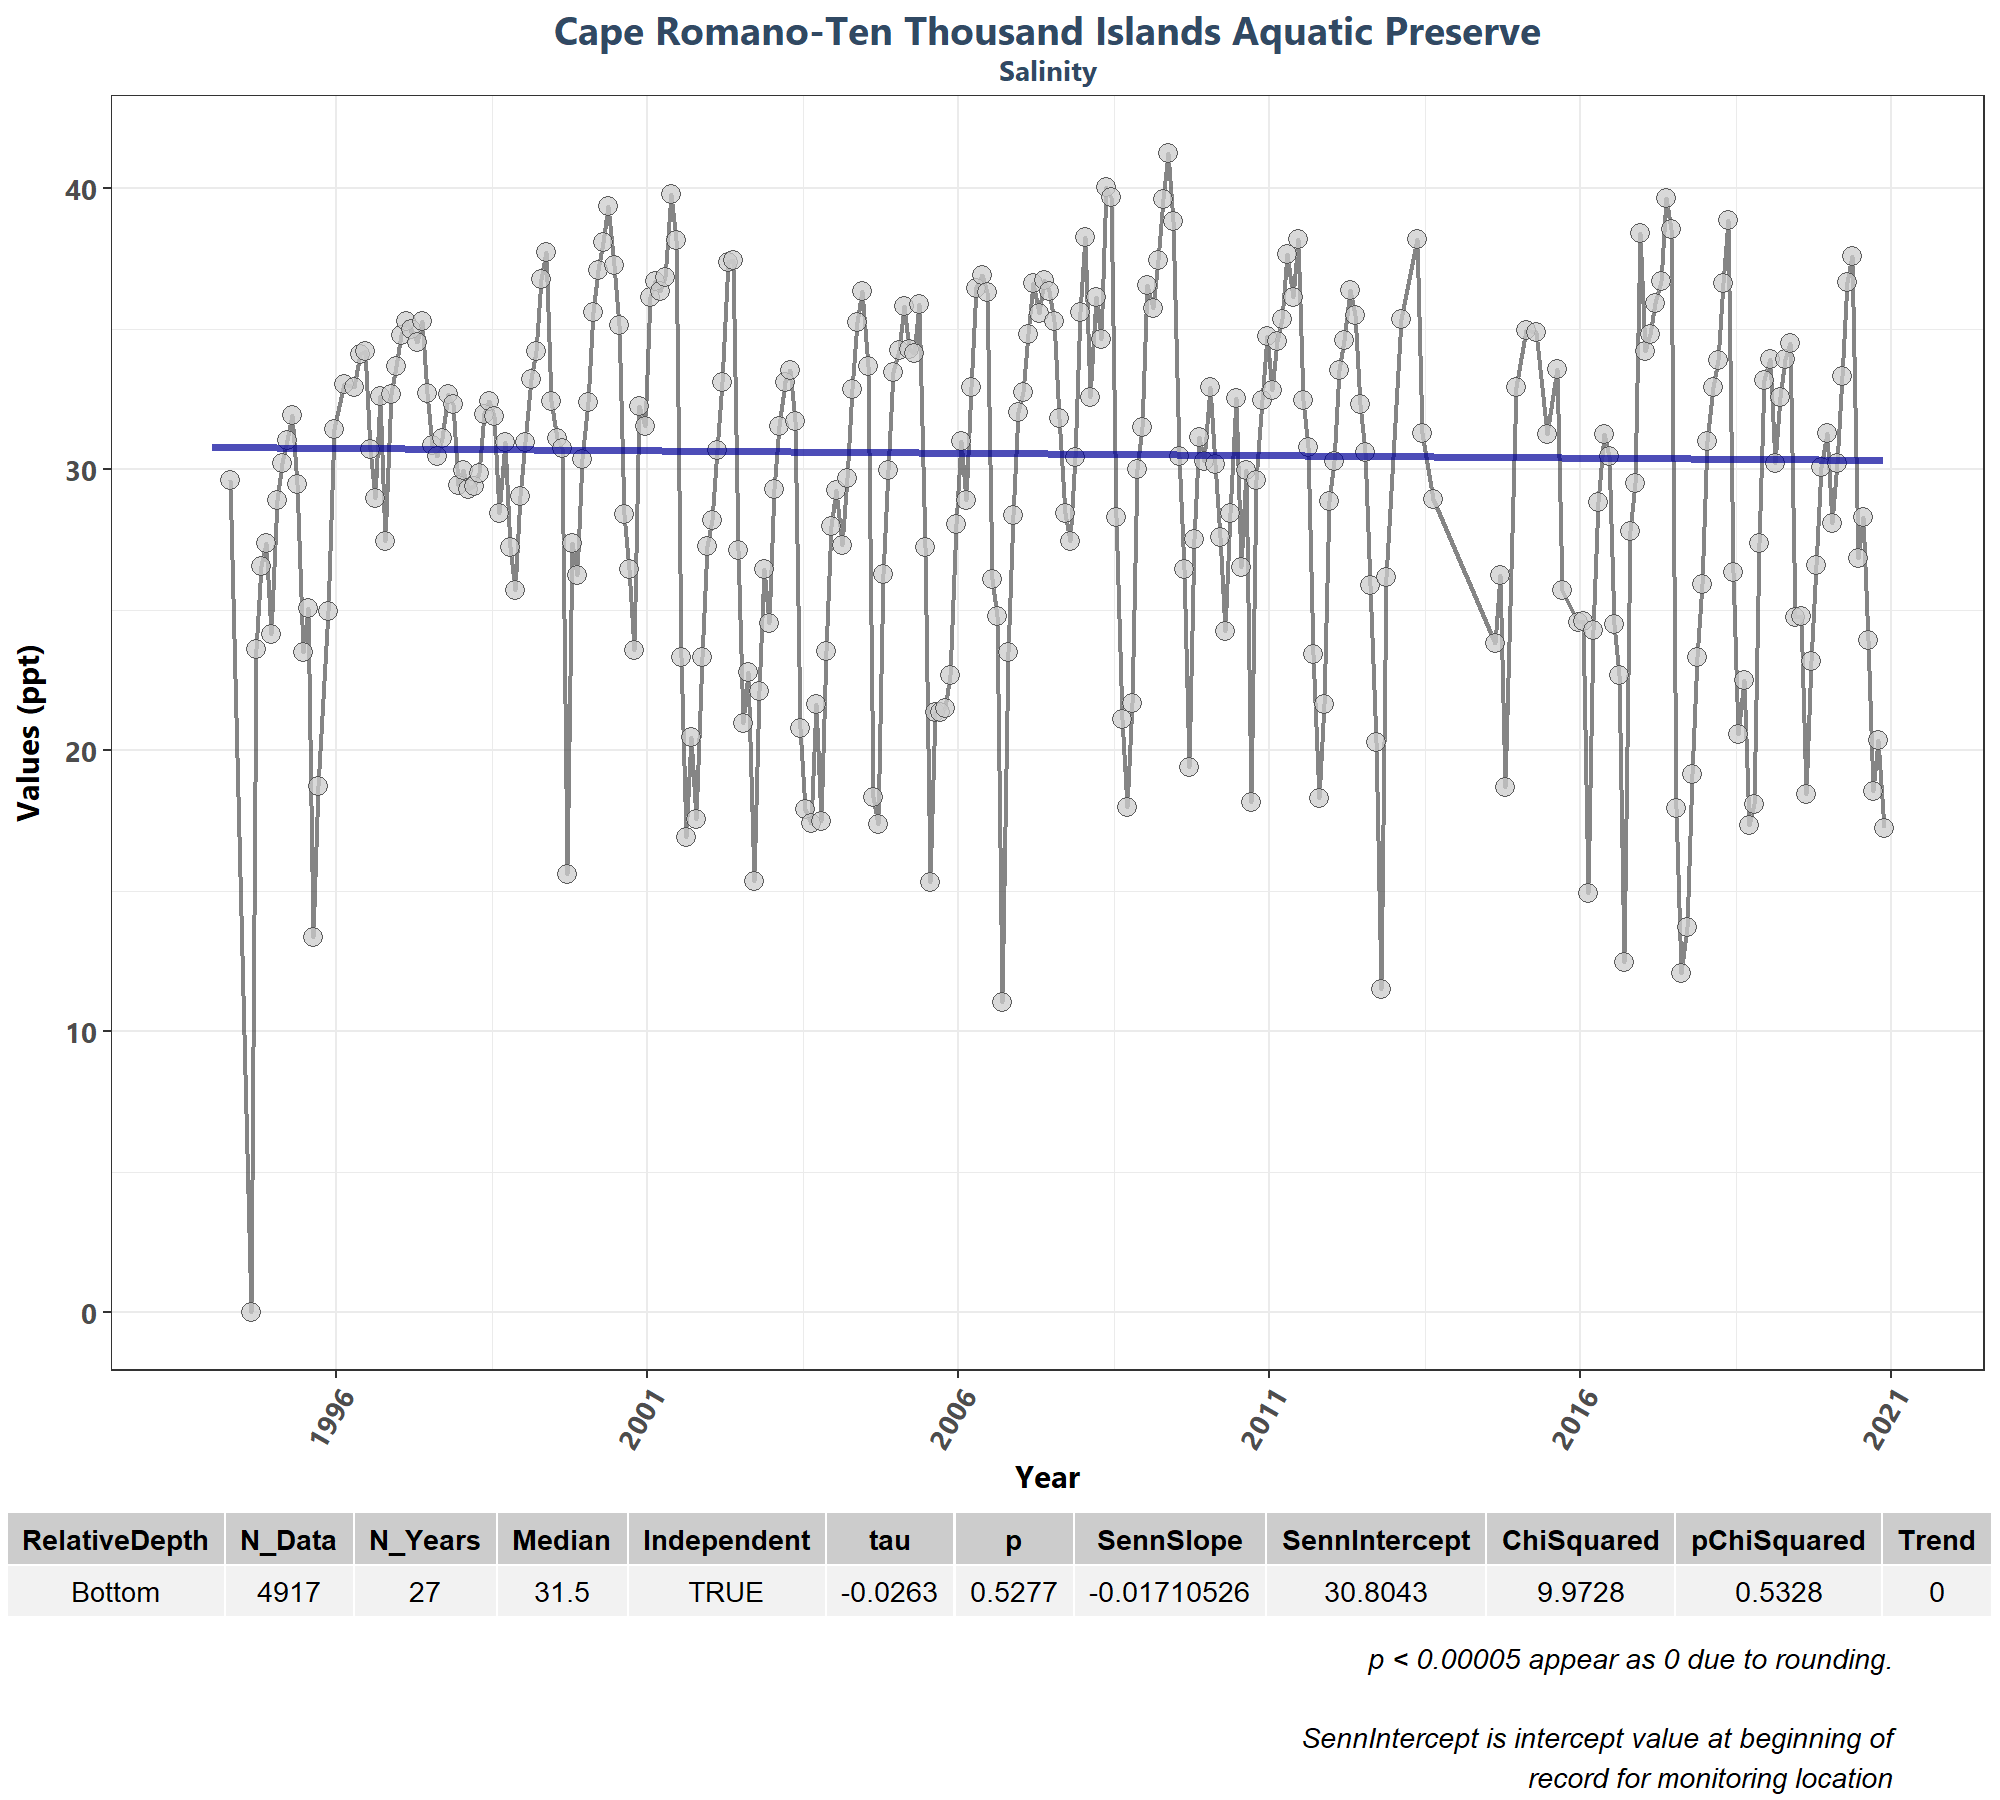 Cape Romano-Ten Thousand Islands Aquatic Preserve
Salinity
Values (ppt)
40
30
20
10
0
1996 2001 2006 2011 2016 2021
Year
RelativeDepth N_Data N_Years Median Independent tau p SennSlope SennIntercept ChiSquared pChiSquared Trend
Bottom 4917 27 31.5 TRUE -0.0263 0.5277 -0.01710526 30.8043 9.9728 0.5328 0
p < 0.00005 appear as 0 due to rounding.
SennIntercept is intercept value at beginning of
record for monitoring location